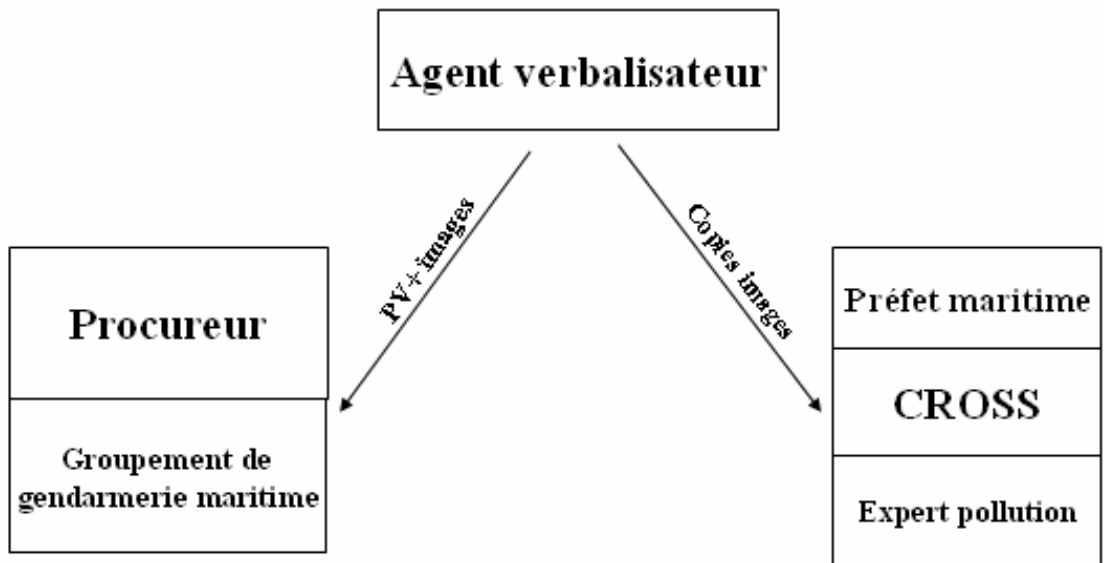 Agent verbalisateur
PV+images
Copies images
Procureur
Groupement de
gendarmerie maritime
Préfet maritime
CROSS
Expert pollution